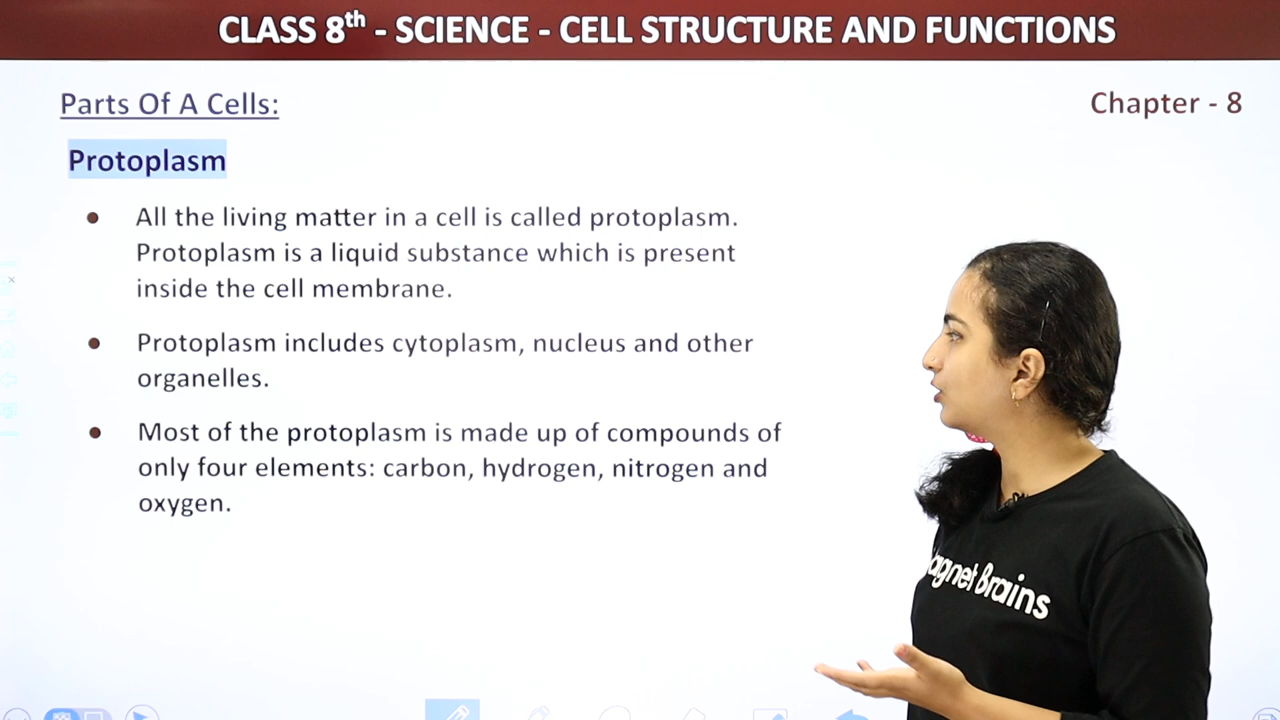 CLASS 8th - SCIENCE - CELL STRUCTURE AND FUNCTIONS
Parts Of A Cells:
Chapter - 8
Protoplasm
● All the living matter in a cell is called protoplasm.
Protoplasm is a liquid substance which is present
inside the cell membrane.
● Protoplasm includes cytoplasm, nucleus and other
organelles.
● Most of the protoplasm is made up of compounds of
only four elements: carbon, hydrogen, nitrogen and
oxygen.
agnet Brains